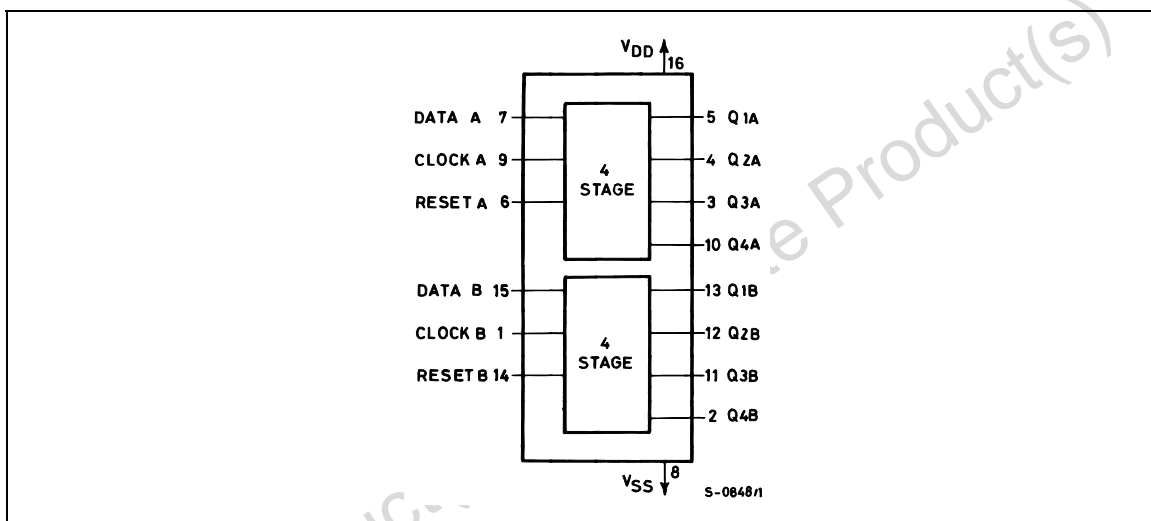 VDD
16
DATA A 7
5 Q1A
CLOCK A 9
4 Q2A
4 STAGE
RESET A 6
3 Q3A
10 Q4A
DATA B 15
13 Q1B
CLOCK B 1
12 Q2B
4 STAGE
RESET B 14
11 Q3B
2 Q4B
VSS
8
S-0848/1
Product(s)